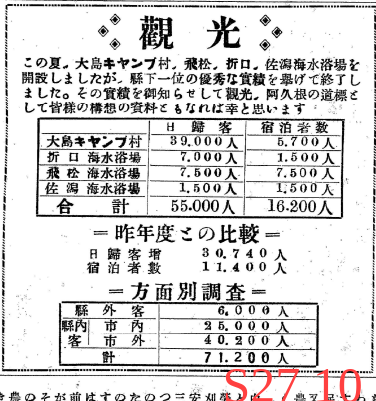 觀光
この夏。大島キャンプ村。飛松。折口。佐潟海水浴場を
開設しましたが。縣下一位の優秀な實績を擧げて終了し
ました。その實績を御知らせして觀光。阿久根の道標と
して皆様の構想の資料ともなれば幸と思います
日歸客 宿泊者数
大島キャンプ村 39.000人 5.700人
折口海水浴場 7.000人 1.500人
飛松海水浴場 7.500人 7.500人
佐潟海水浴場 1.500人 1.500人
合計 55.000人 16.200人
＝昨年度との比較＝
日歸客增 30.740人
宿泊者數 11.400人
＝方面別調査＝
縣外客 6.000人
縣內客 市內 25.000人
市外 40.200人
計 71.200人
S27.10